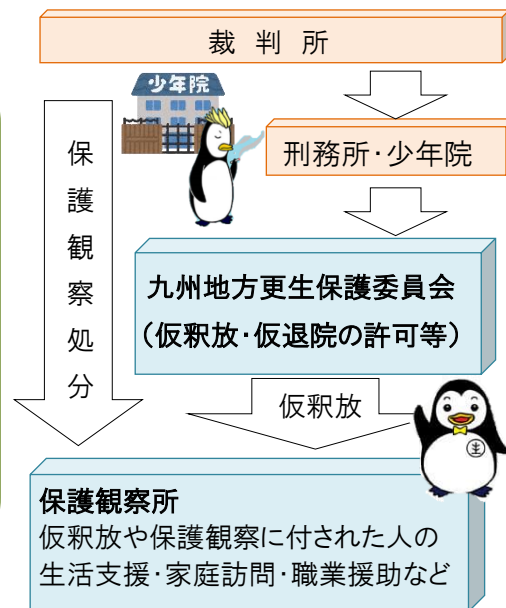 裁判所
少年院
刑務所・少年院
保護観察処分
九州地方更生保護委員会
(仮釈放・仮退院の許可等)
仮釈放
保護観察所
仮釈放や保護観察に付された人の
生活支援・家庭訪問・職業援助など